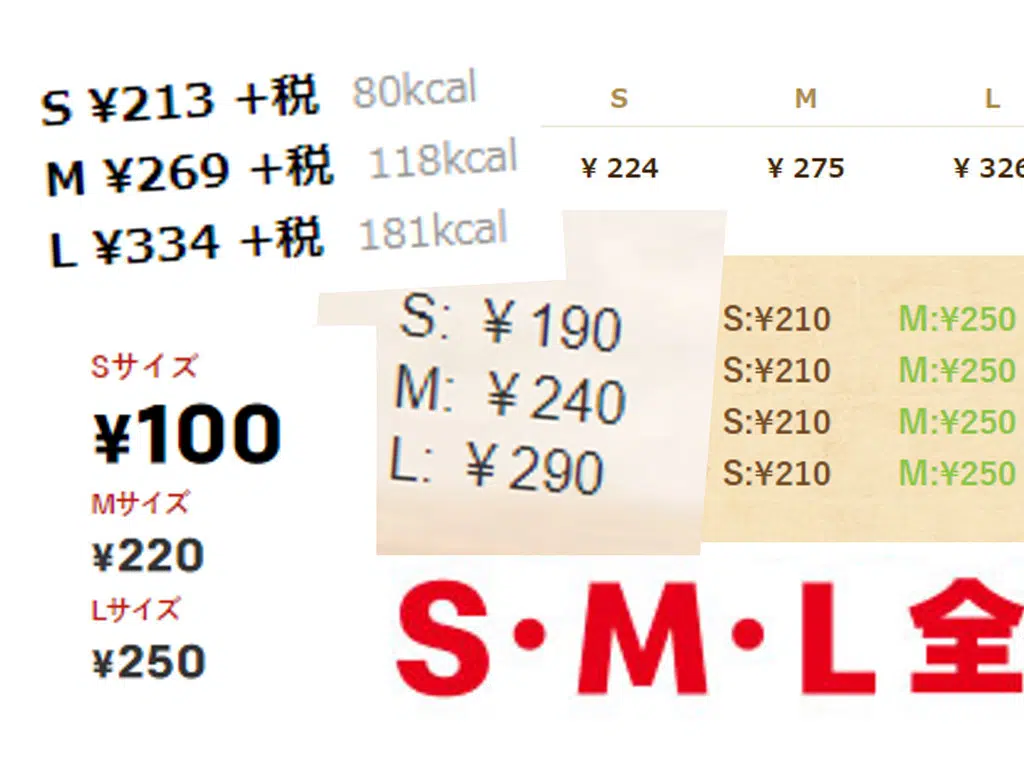 S ¥213 +税 80kcal
M ¥269 +税 118kcal
L ¥334 +税 181kcal
S M L
¥ 224 ¥ 275 ¥ 326
S: ¥ 190
M: ¥ 240
L: ¥ 290
S:¥210 M:¥250
S:¥210 M:¥250
S:¥210 M:¥250
S:¥210 M:¥250
Sサイズ
¥100
Mサイズ
¥220
Lサイズ
¥250
S・M・L 全